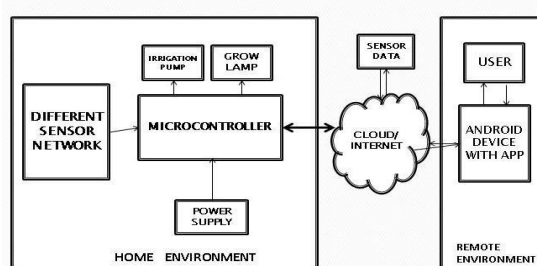 IRRIGATION
PUMP
GROW
LAMP
DIFFERENT
SENSOR
NETWORK
MICROCONTROLLER
POWER
SUPPLY
HOME ENVIRONMENT
SENSOR
DATA
CLOUD/
INTERNET
USER
ANDROID
DEVICE
WITH APP
REMOTE
ENVIRONMENT